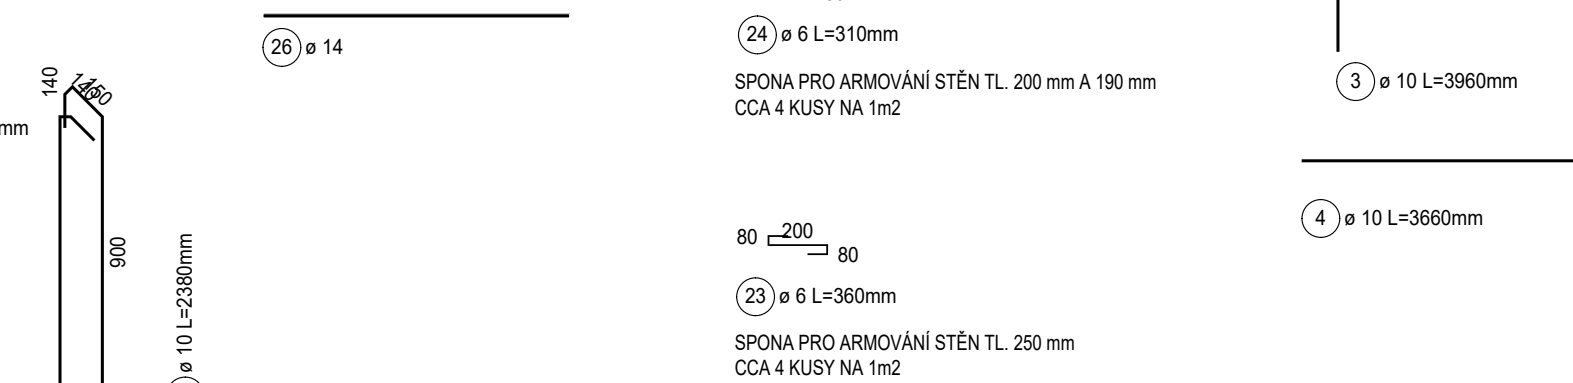 26 ø 14
24 ø 6 L=310mm
SPONA PRO ARMOVÁNÍ STĚN TL. 200 mm A 190 mm
CCA 4 KUSY NA 1m2
3 ø 10 L=3960mm
140
140
150
mm
4 ø 10 L=3660mm
900
80
200
80
ø 10 L=2380mm
23 ø 6 L=360mm
SPONA PRO ARMOVÁNÍ STĚN TL. 250 mm
CCA 4 KUSY NA 1m2